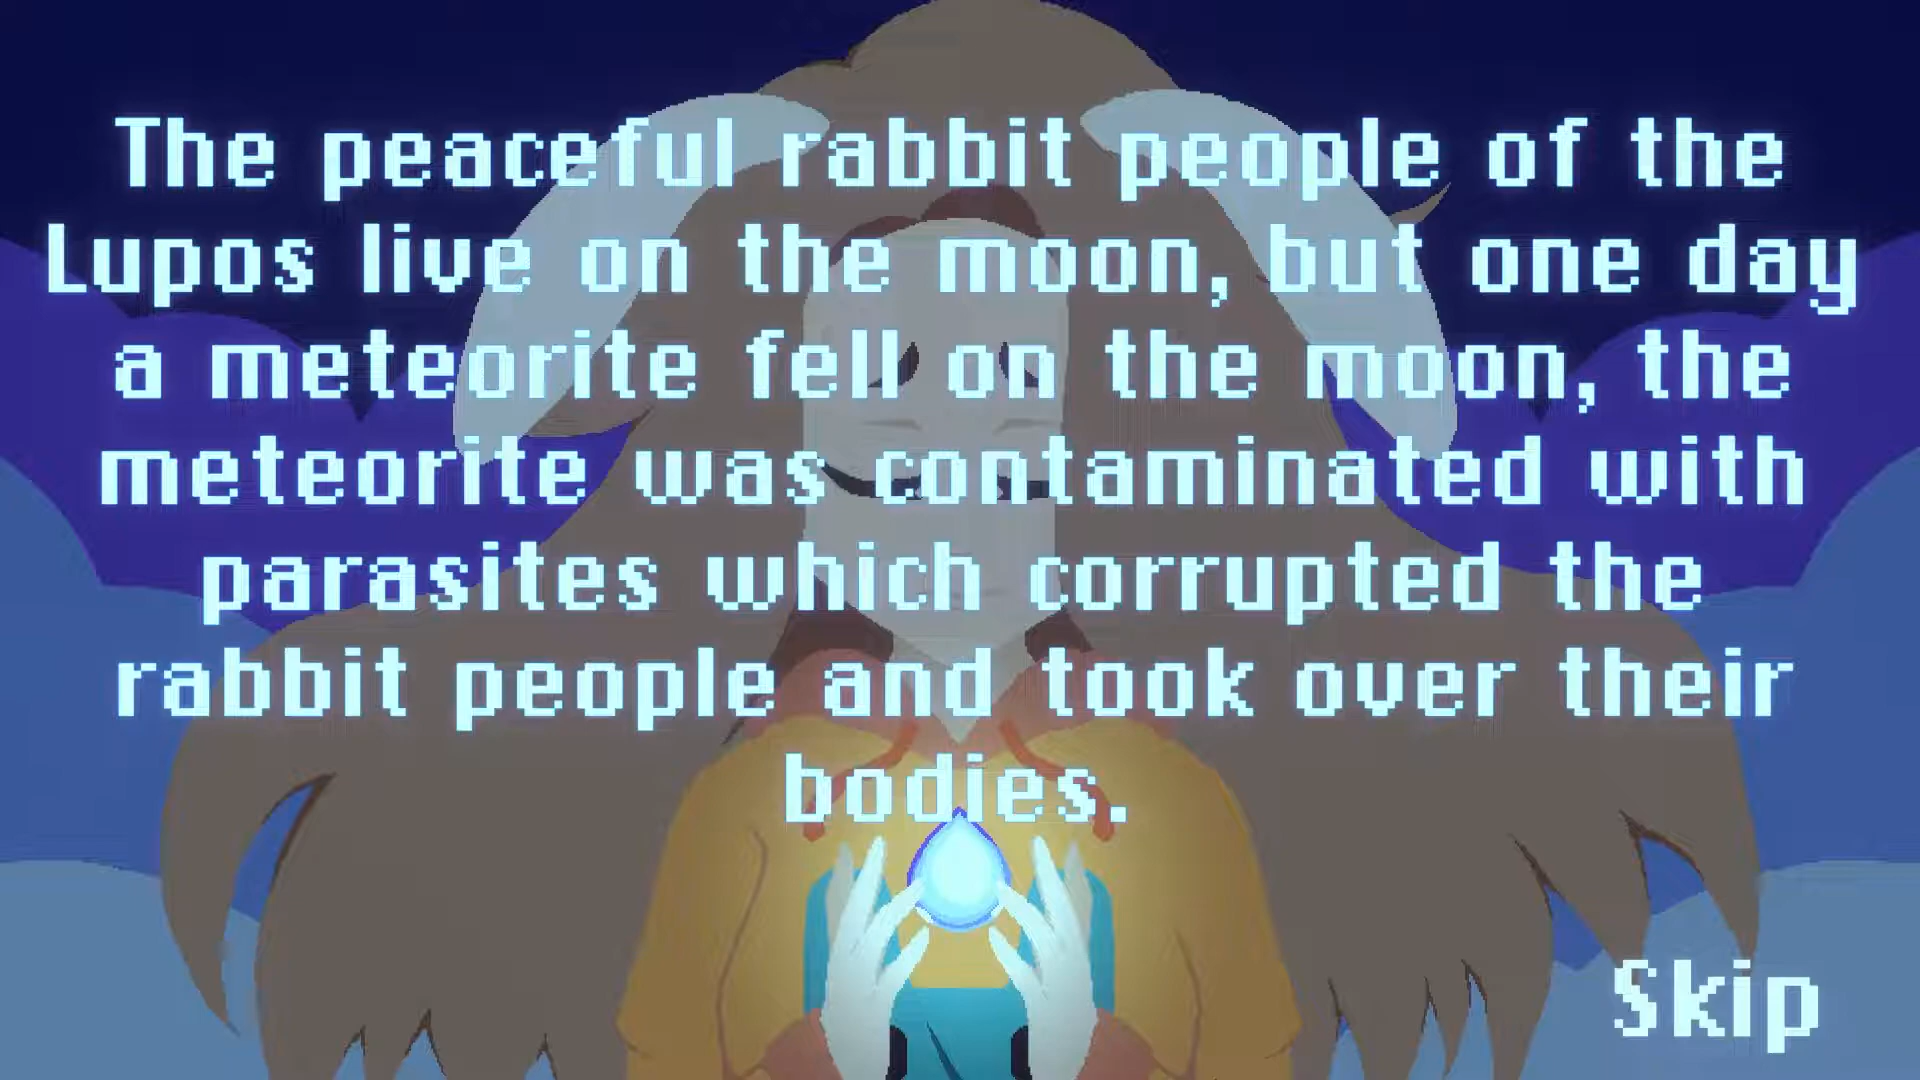 The peaceful rabbit people of the
Lupos live on the moon, but one day
a meteorite fell on the moon, the
meteorite was contaminated with
parasites which corrupted the
rabbit people and took over their
bodies.
Skip